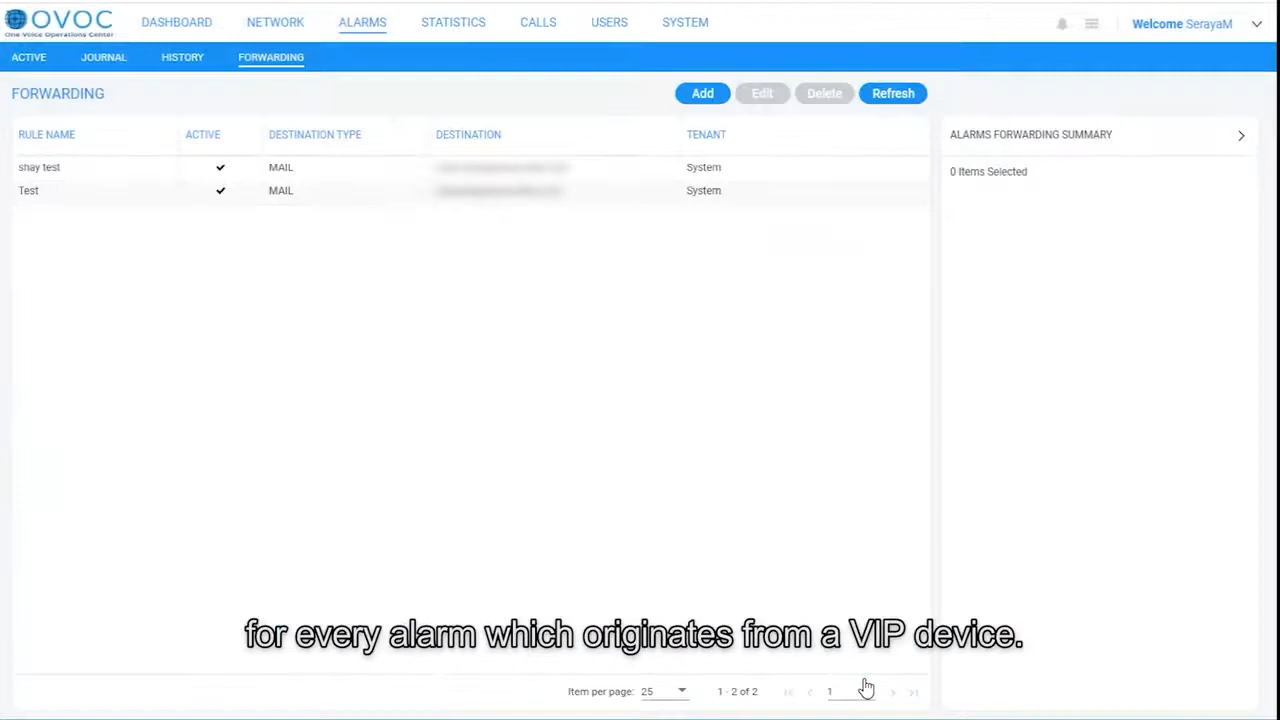 OVOC
One Voice Operations Center
DASHBOARD NETWORK ALARMS STATISTICS CALLS USERS SYSTEM
Welcome SerayaM
ACTIVE JOURNAL HISTORY FORWARDING
FORWARDING
Add Edit Delete Refresh
RULE NAME ACTIVE DESTINATION TYPE DESTINATION TENANT
shay test MAIL System
Test MAIL System
ALARMS FORWARDING SUMMARY
0 Items Selected
for every alarm which originates from a VIP device.
Item per page: 25 1 - 2 of 2 1